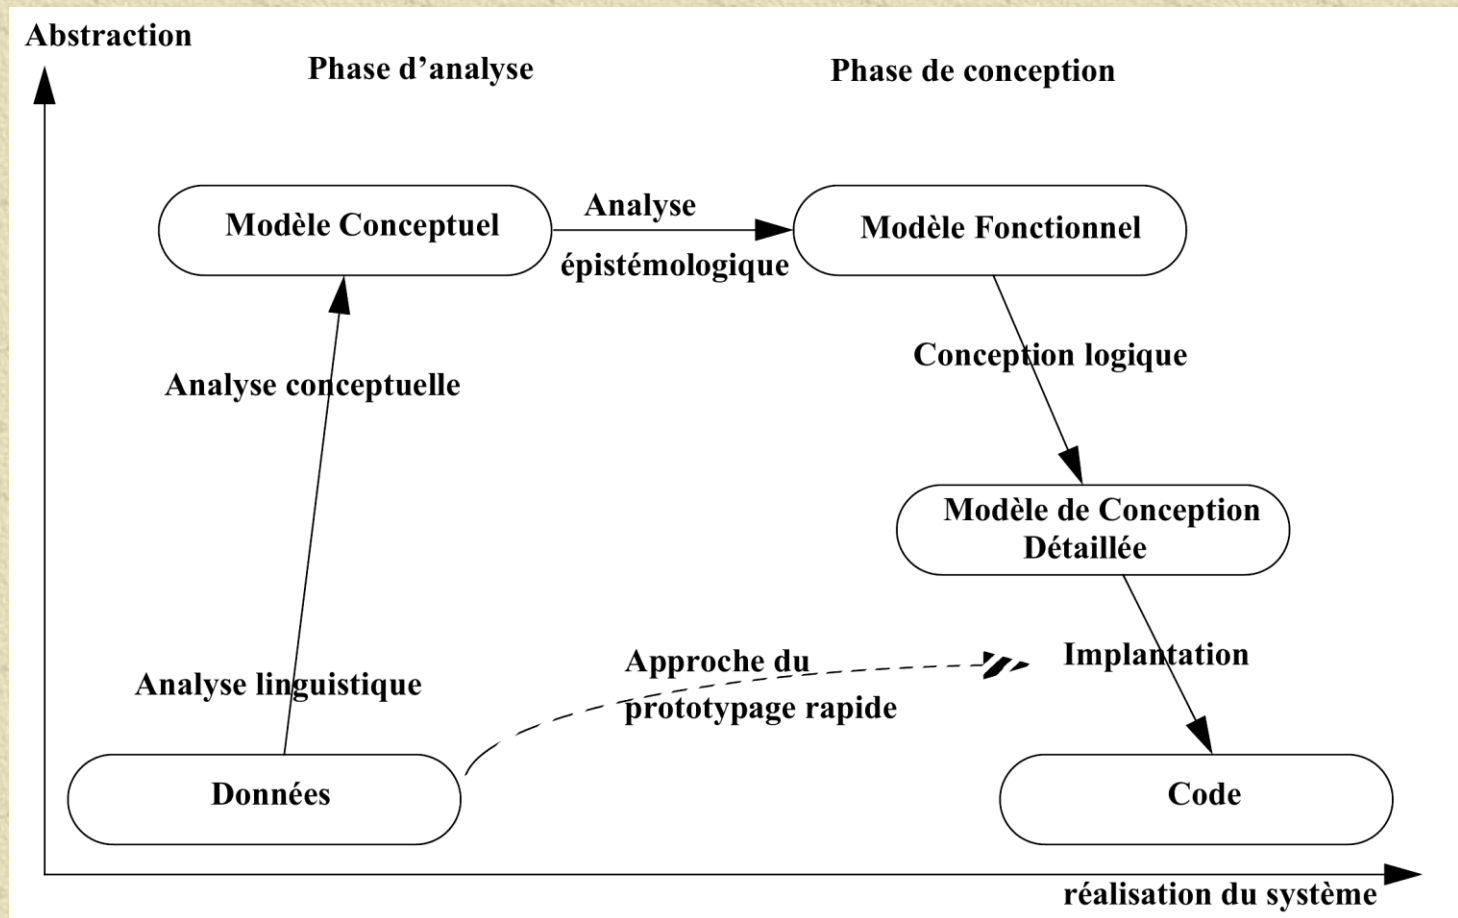 Abstraction
Phase d’analyse
Phase de conception
Modèle Conceptuel
Analyse
épistémologique
Modèle Fonctionnel
Conception logique
Analyse conceptuelle
Modèle de Conception
Détaillée
Analyse linguistique
Approche du
prototypage rapide
Implantation
Données
Code
réalisation du système